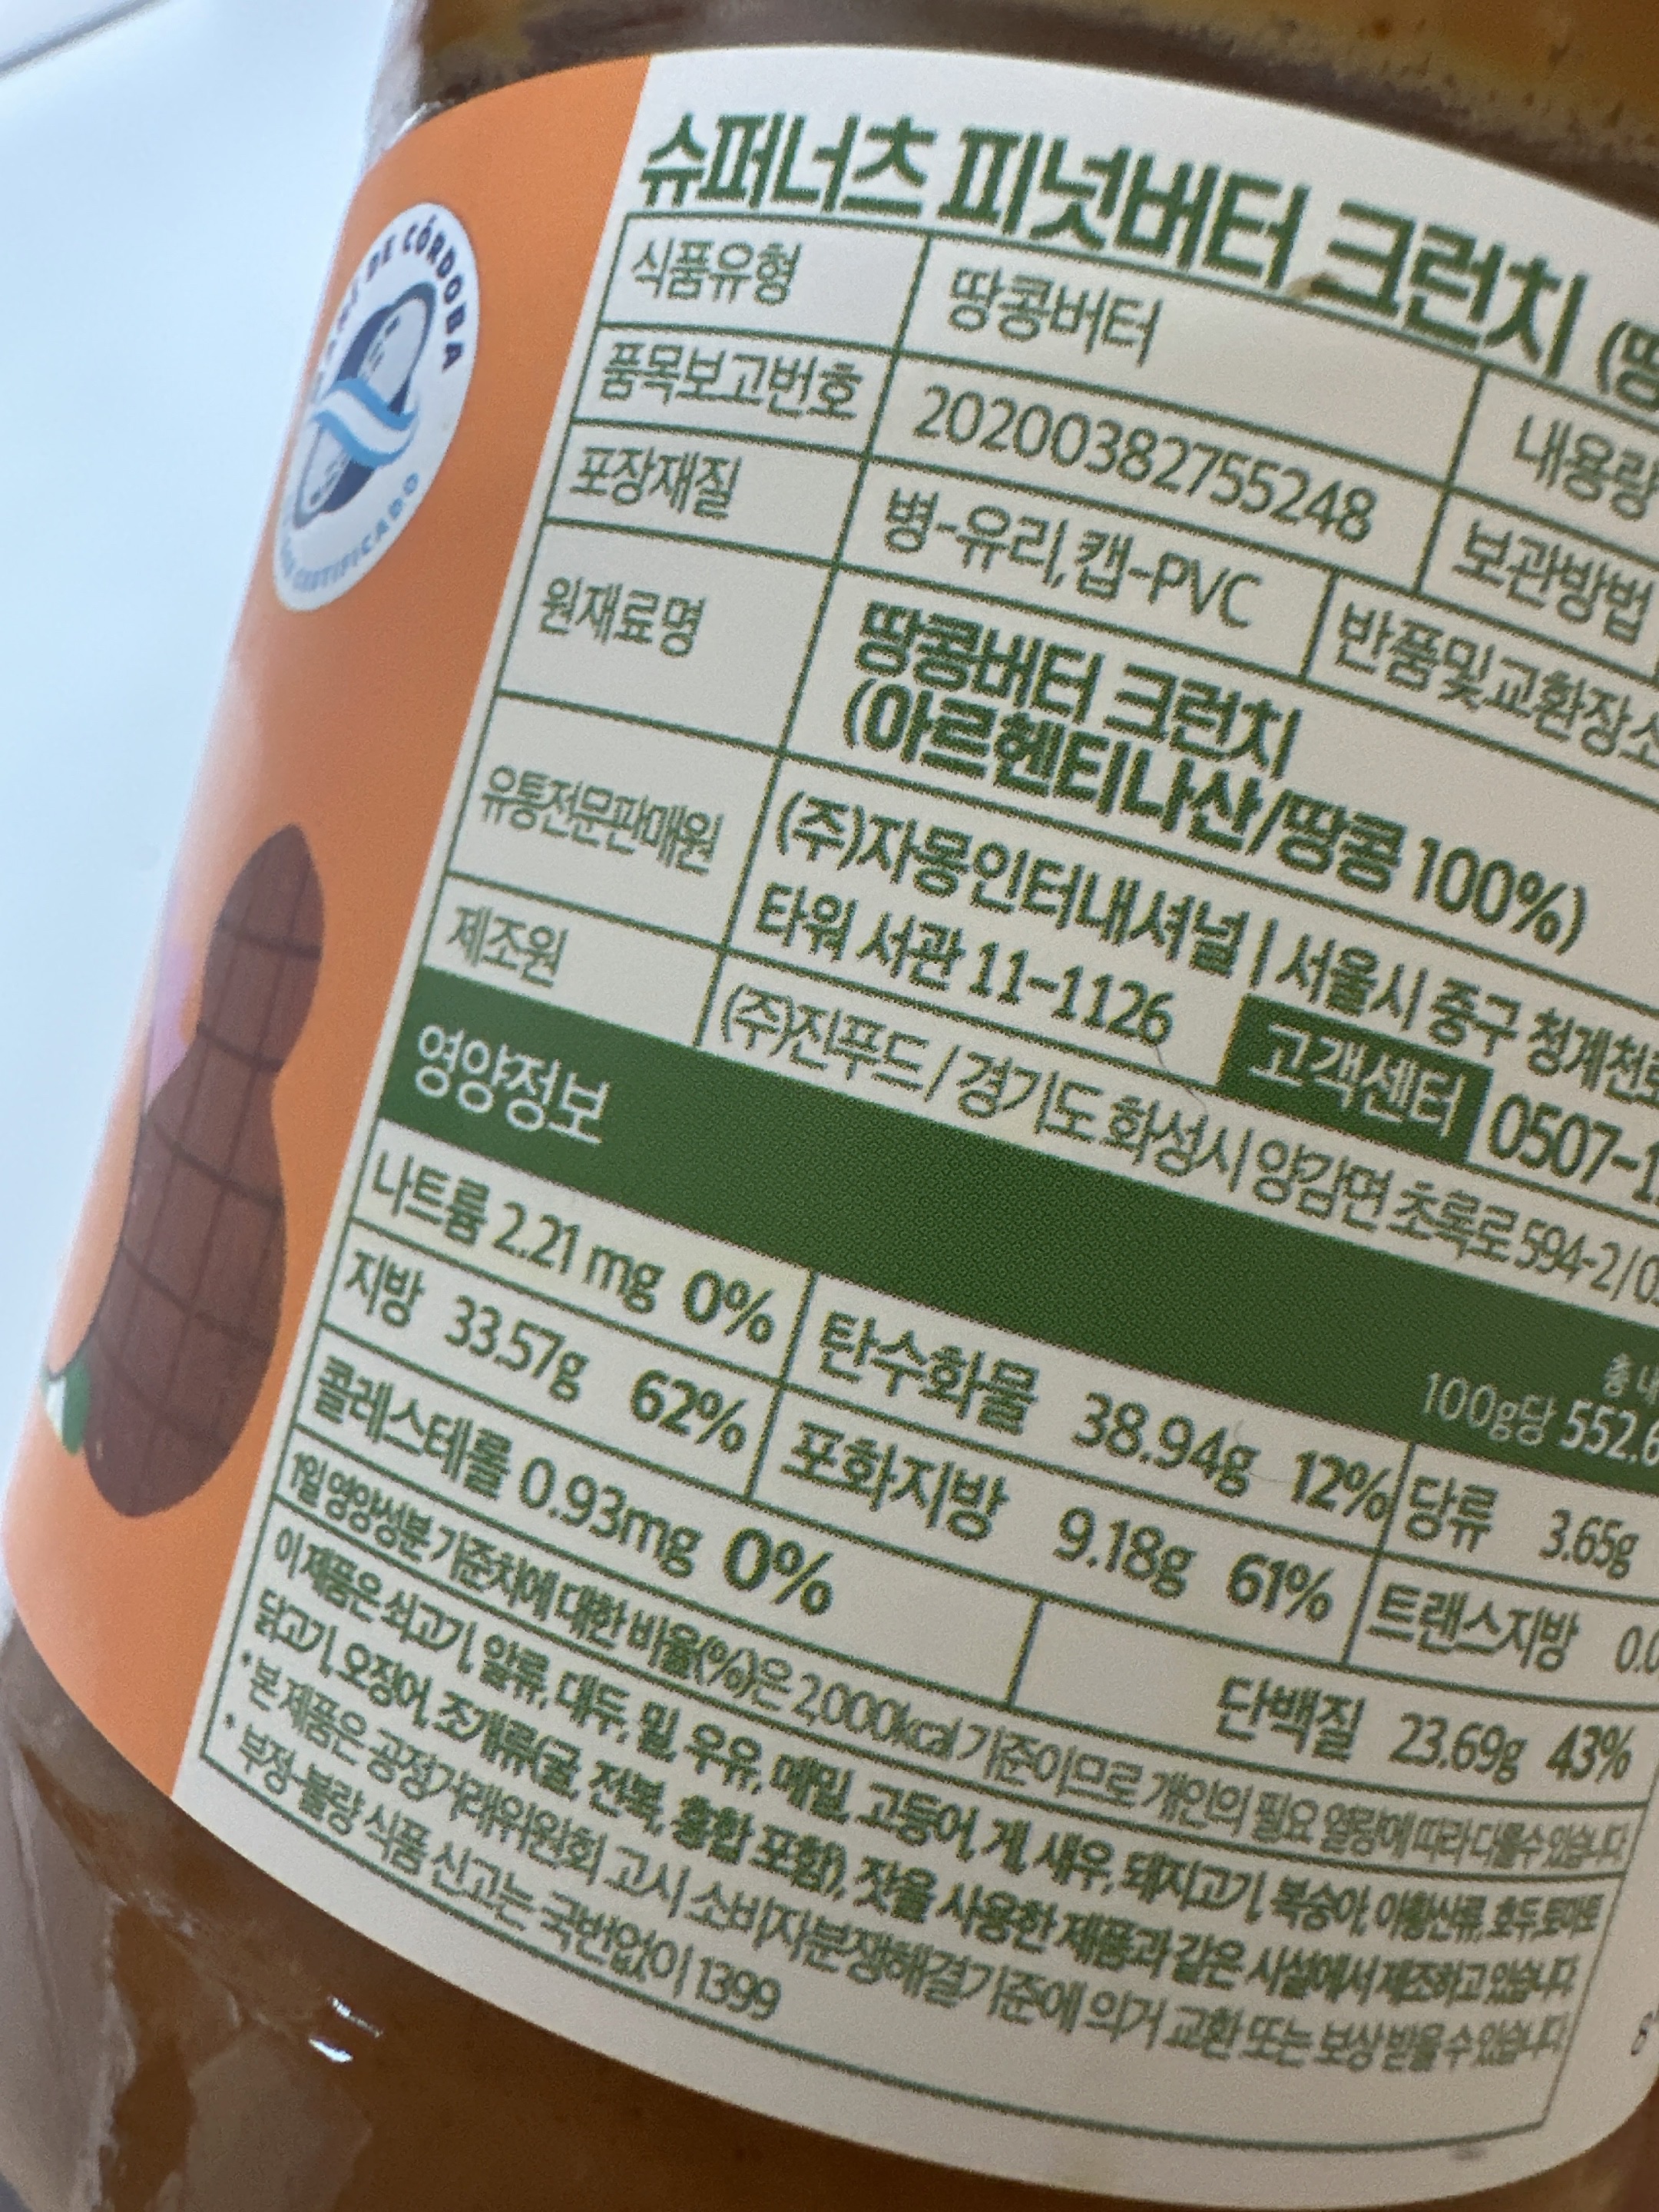 DE CÓRDOBA
CERTIFICADO
슈퍼너츠 피넛버터 크런치
식품유형 땅콩버터 내용량
품목보고번호 20200382755248 보관방법
포장재질 병-유리, 캡-PVC 반품및교환장소
원재료명 땅콩버터 크런치
(아르헨티나산/땅콩 100%)
유통전문판매원 (주)자몽인터내셔널 | 서울시 중구 청계천로
타워 서관 11-1126 고객센터 0507-1
제조원 (주)진푸드 / 경기도 화성시 양감면 초록로 594-2 /
영양정보 총 내
100g당 552.6
나트륨 2.21 mg 0% 탄수화물 38.94g 12% 당류 3.65g
지방 33.57g 62% 포화지방 9.18g 61% 트랜스지방 0.0
콜레스테롤 0.93mg 0% 단백질 23.69g 43%
1일 영양성분 기준치에 대한 비율(%)은 2,000kcal 기준이므로 개인의 필요 열량에 따라 다를 수 있습니다.
이 제품은 쇠고기, 알류, 대두, 밀, 우유, 메밀, 고등어, 게, 새우, 돼지고기, 복숭아, 아황산류, 호두, 토마토
닭고기, 오징어, 조개류(굴, 전복, 홍합 포함), 잣을 사용한 제품과 같은 시설에서 제조하고 있습니다.
* 본 제품은 공정거래위원회 고시 소비자분쟁해결기준에 의거 교환 또는 보상 받을 수 있습니다.
* 부정·불량 식품 신고는 국번없이 1399